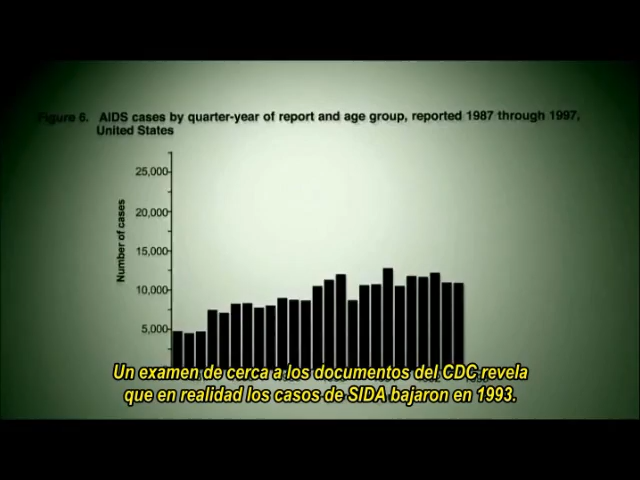 Figure 6. AIDS cases by quarter-year of report and age group, reported 1987 through 1997,
United States
Number of cases
25,000
20,000
15,000
10,000
5,000
Un examen de cerca a los documentos del CDC revela
que en realidad los casos de SIDA bajaron en 1993.